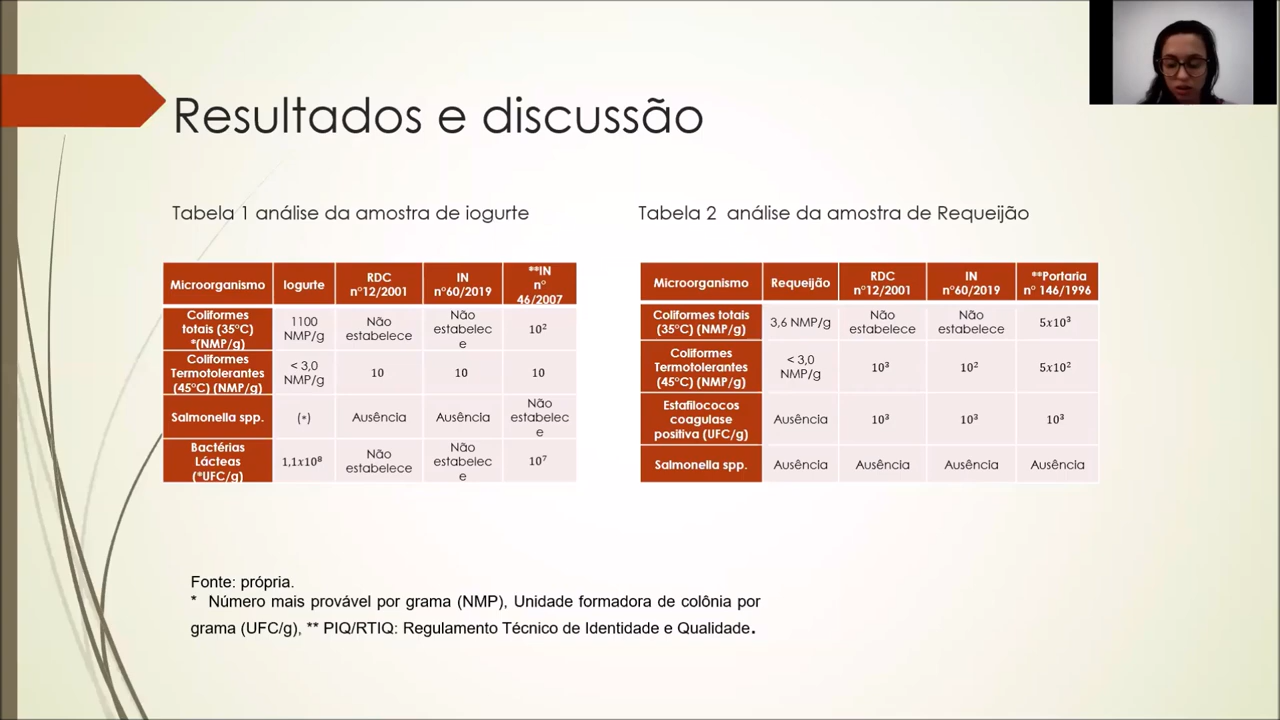 Resultados e discussão
Tabela 1 análise da amostra de iogurte
Microorganismo Iogurte RDC n°12/2001 IN n°60/2019 **IN n° 46/2007
Coliformes totais (35°C) *(NMP/g) 1100 NMP/g Não estabelece Não estabelec e 10²
Coliformes Termotolerantes (45°C) (NMP/g) < 3,0 NMP/g 10 10 10
Salmonella spp. (*) Ausência Ausência Não estabelec e
Bactérias Lácteas (*UFC/g) 1,1x10⁸ Não estabelece Não estabelec e 10⁷
Tabela 2 análise da amostra de Requeijão
Microorganismo Requeijão RDC n°12/2001 IN n°60/2019 **Portaria n° 146/1996
Coliformes totais (35°C) (NMP/g) 3,6 NMP/g Não estabelece Não estabelece 5x10³
Coliformes Termotolerantes (45°C) (NMP/g) < 3,0 NMP/g 10³ 10² 5x10²
Estafilococos coagulase positiva (UFC/g) Ausência 10³ 10³ 10³
Salmonella spp. Ausência Ausência Ausência Ausência
Fonte: própria.
* Número mais provável por grama (NMP), Unidade formadora de colônia por
grama (UFC/g), ** PIQ/RTIQ: Regulamento Técnico de Identidade e Qualidade.